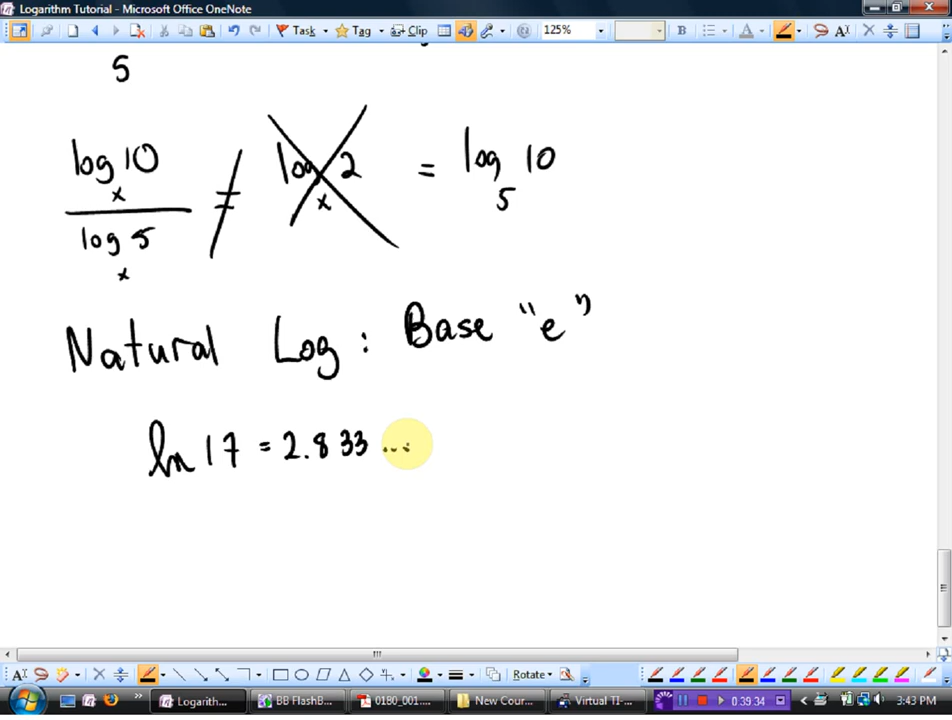 Logarithm Tutorial - Microsoft Office OneNote
Task Tag Clip 125% B A
5
log 10 ≠ log 2 = log 10
x x 5
log 5
x
Natural Log : Base "e"
ln 17 = 2.833 ...
Rotate
Logarith... BB FlashB... 0180_001.... New Cour... Virtual TI-... 0:39:34 3:43 PM